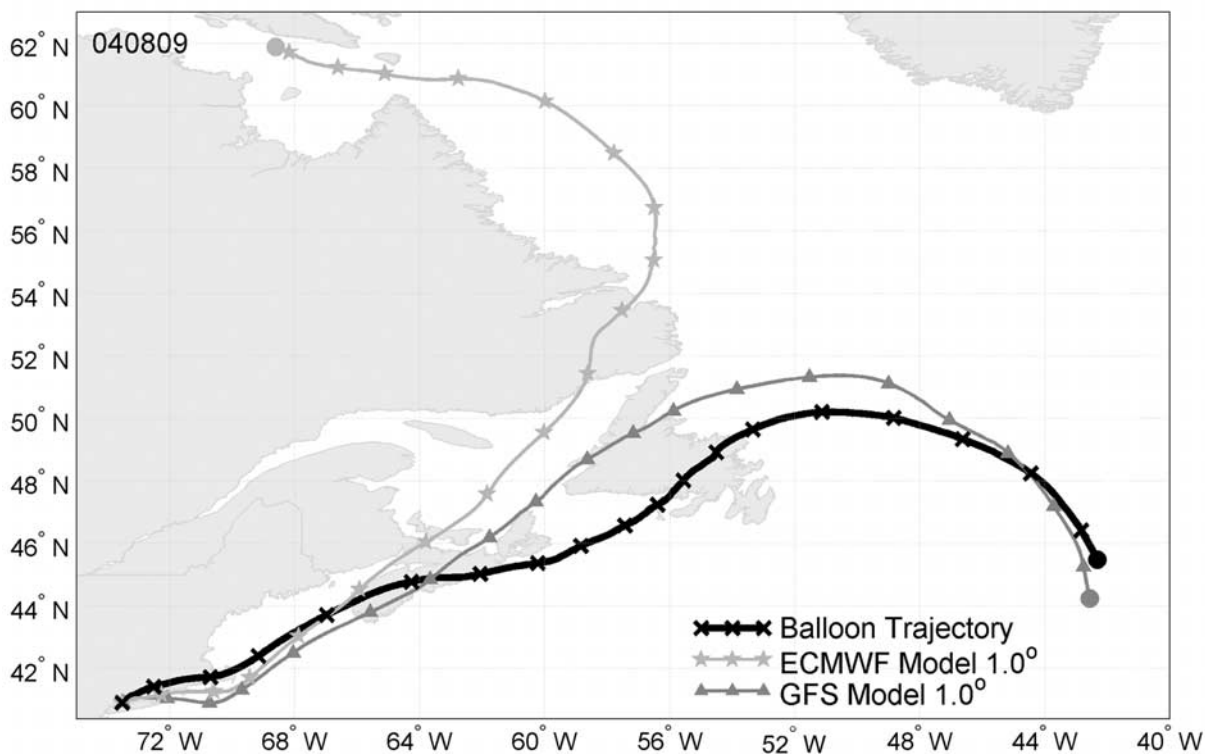 040809
62° N
60° N
58° N
56° N
54° N
52° N
50° N
48° N
46° N
44° N
42° N
Balloon Trajectory
ECMWF Model 1.0°
GFS Model 1.0°
72° W 68° W 64° W 60° W 56° W 52° W 48° W 44° W 40° W